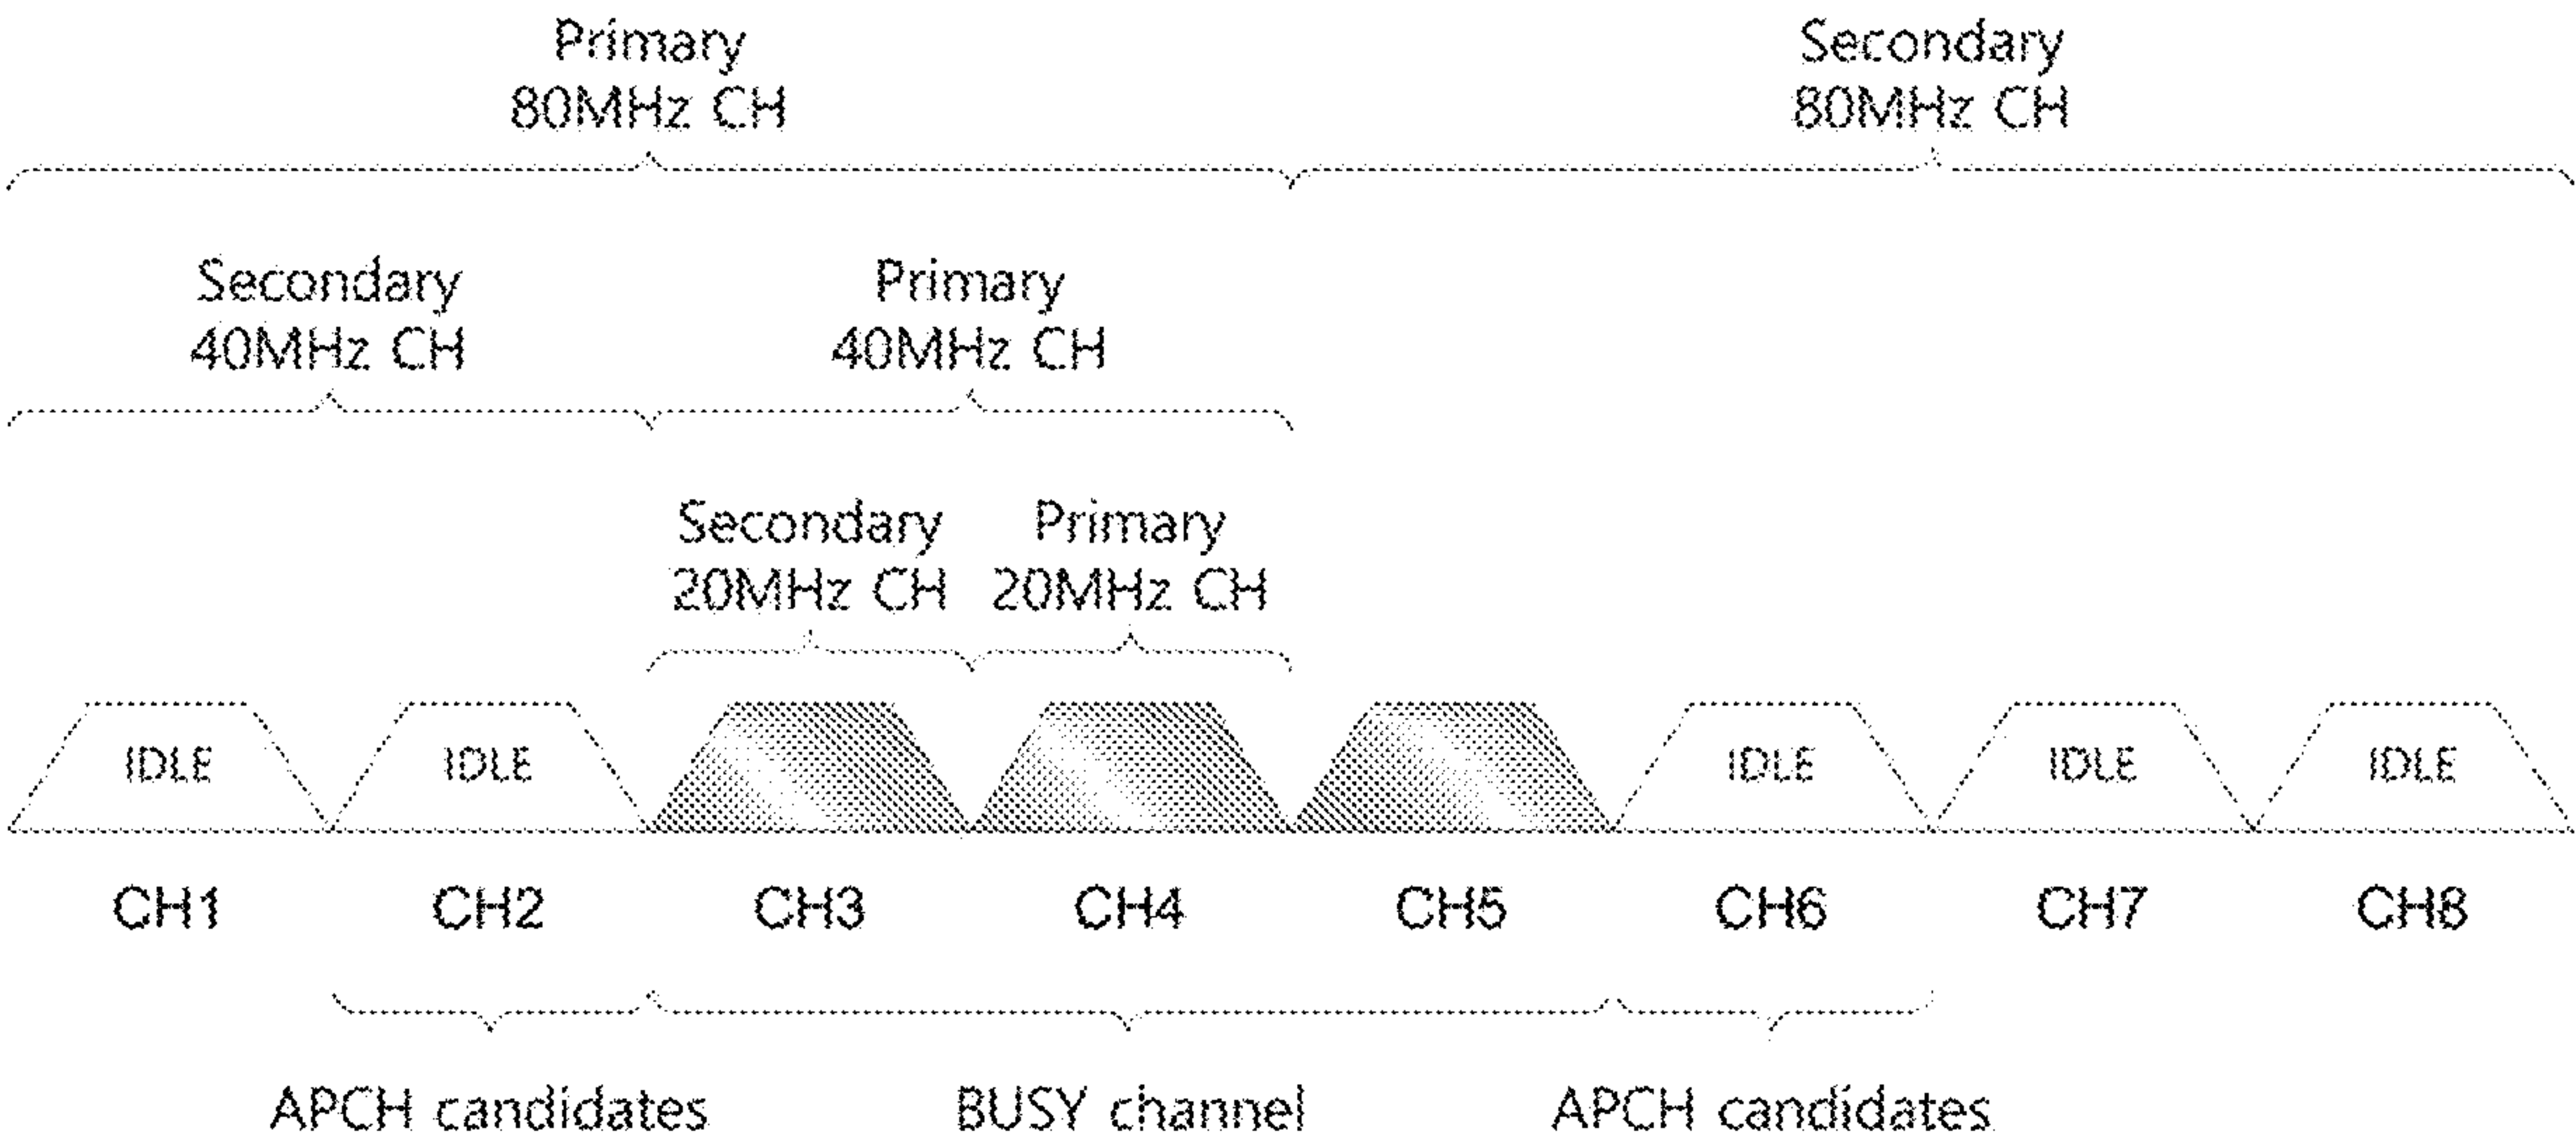 Primary
80MHz CH
Secondary
80MHz CH
Secondary
40MHz CH
Primary
40MHz CH
Secondary
20MHz CH
Primary
20MHz CH
IDLE
IDLE
IDLE
IDLE
IDLE
CH1
CH2
CH3
CH4
CH5
CH6
CH7
CH8
APCH candidates
BUSY channel
APCH candidates